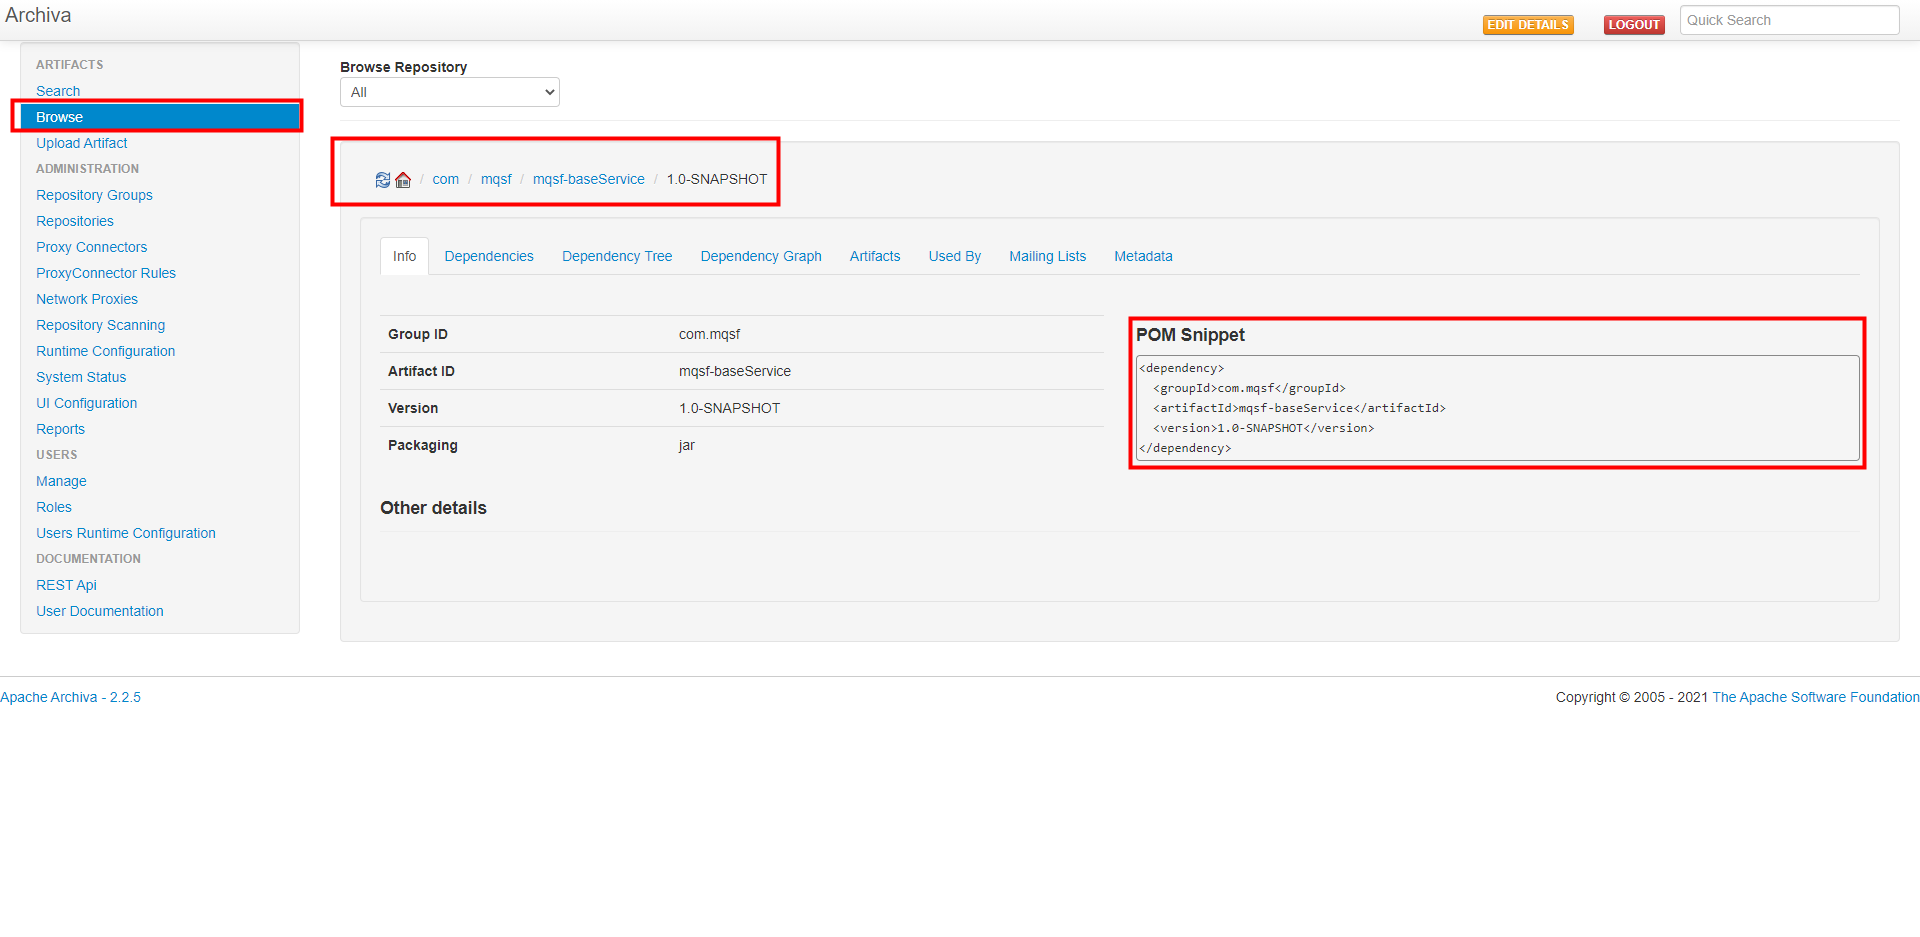 Archiva
EDIT DETAILS
LOGOUT
Quick Search
ARTIFACTS
Search
Browse
Upload Artifact
ADMINISTRATION
Repository Groups
Repositories
Proxy Connectors
ProxyConnector Rules
Network Proxies
Repository Scanning
Runtime Configuration
System Status
UI Configuration
Reports
USERS
Manage
Roles
Users Runtime Configuration
DOCUMENTATION
REST Api
User Documentation
Browse Repository
All
/ com / mqsf / mqsf-baseService / 1.0-SNAPSHOT
Info Dependencies Dependency Tree Dependency Graph Artifacts Used By Mailing Lists Metadata
Group ID com.mqsf
Artifact ID mqsf-baseService
Version 1.0-SNAPSHOT
Packaging jar
POM Snippet
<dependency>
  <groupId>com.mqsf</groupId>
  <artifactId>mqsf-baseService</artifactId>
  <version>1.0-SNAPSHOT</version>
</dependency>
Other details
Apache Archiva - 2.2.5
Copyright © 2005 - 2021 The Apache Software Foundation